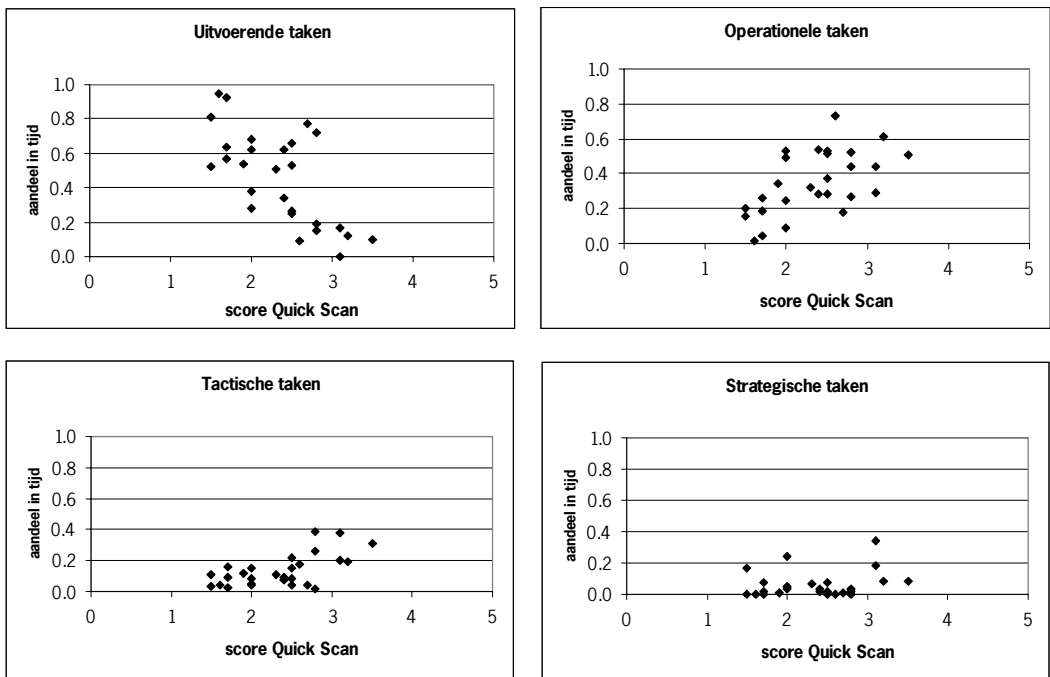 Uitvoerende taken
aandeel in tijd
1.0
0.8
0.6
0.4
0.2
0.0
0 1 2 3 4 5
score Quick Scan
Operationele taken
aandeel in tijd
1.0
0.8
0.6
0.4
0.2
0.0
0 1 2 3 4 5
score Quick Scan
Tactische taken
aandeel in tijd
1.0
0.8
0.6
0.4
0.2
0.0
0 1 2 3 4 5
score Quick Scan
Strategische taken
aandeel in tijd
1.0
0.8
0.6
0.4
0.2
0.0
0 1 2 3 4 5
score Quick Scan